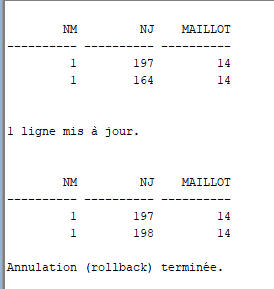 NM NJ MAILLOT
---------- ---------- ----------
1 197 14
1 164 14
1 ligne mis à jour.
NM NJ MAILLOT
---------- ---------- ----------
1 197 14
1 198 14
Annulation (rollback) terminée.